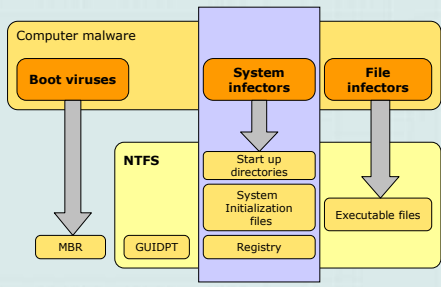 Computer malware
Boot viruses
System
infectors
File
infectors
NTFS
Start up
directories
System
Initialization
files
Executable files
MBR
GUIDPT
Registry